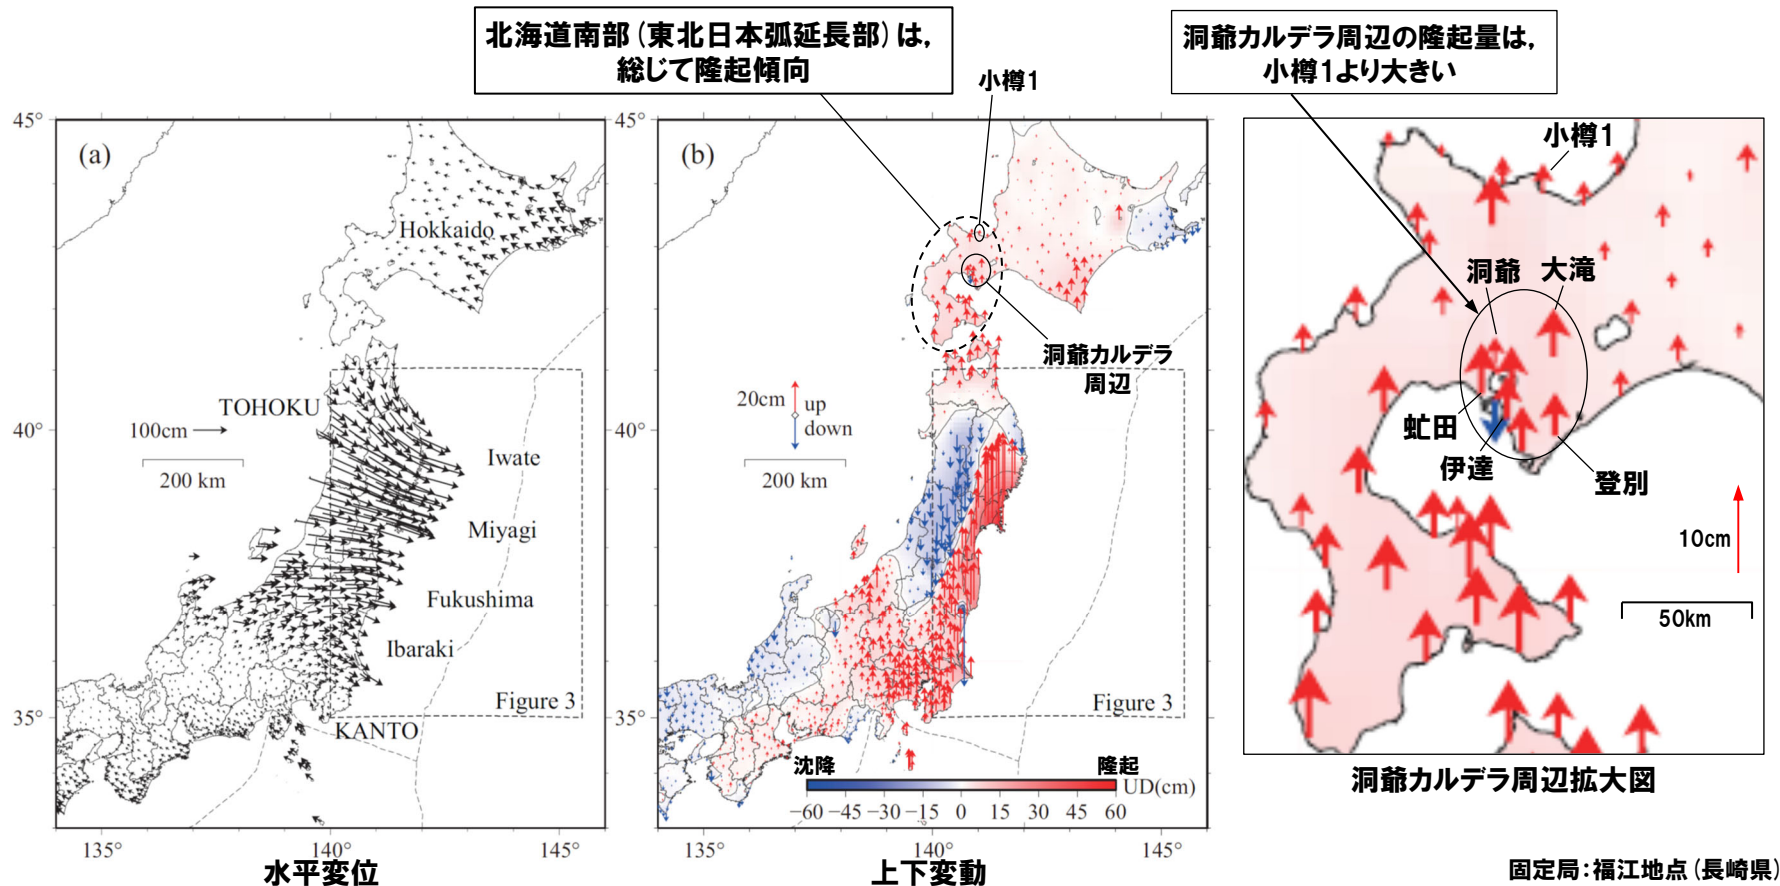 北海道南部(東北日本弧延長部)は,
総じて隆起傾向
洞爺カルデラ周辺の隆起量は,
小樽1より大きい
小樽1
45°
40°
35°
(a)
Hokkaido
TOHOKU
100cm
200 km
Iwate
Miyagi
Fukushima
Ibaraki
Figure 3
KANTO
135°
140°
145°
水平変位
45°
40°
35°
(b)
洞爺カルデラ
周辺
20cm
up
down
200 km
Figure 3
沈降
隆起
UD(cm)
−60 −45 −30 −15 0 15 30 45 60
135°
140°
145°
上下変動
小樽1
洞爺
大滝
虻田
伊達
登別
10cm
50km
洞爺カルデラ周辺拡大図
固定局:福江地点(長崎県)